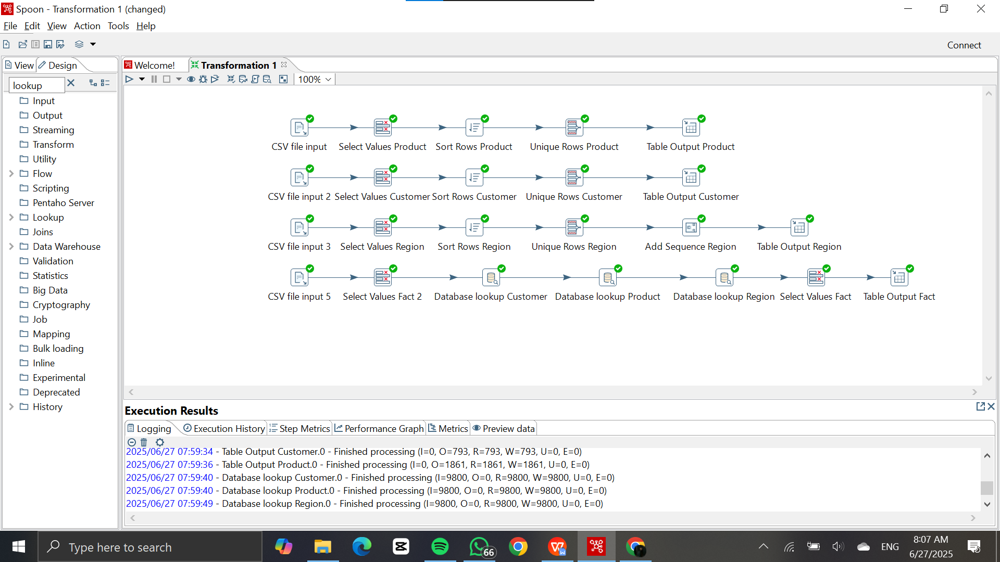 Spoon - Transformation 1 (changed)
File Edit View Action Tools Help
Connect
View Design
Welcome! Transformation 1
lookup
100%
Input
Output
Streaming
Transform
Utility
Flow
Scripting
Pentaho Server
Lookup
Joins
Data Warehouse
Validation
Statistics
Big Data
Cryptography
Job
Mapping
Bulk loading
Inline
Experimental
Deprecated
History
CSV file input Select Values Product Sort Rows Product Unique Rows Product Table Output Product
CSV file input 2 Select Values Customer Sort Rows Customer Unique Rows Customer Table Output Customer
CSV file input 3 Select Values Region Sort Rows Region Unique Rows Region Add Sequence Region Table Output Region
CSV file input 5 Select Values Fact 2 Database lookup Customer Database lookup Product Database lookup Region Select Values Fact Table Output Fact
Execution Results
Logging Execution History Step Metrics Performance Graph Metrics Preview data
2025/06/27 07:59:34 - Table Output Customer.0 - Finished processing (I=0, O=793, R=793, W=793, U=0, E=0)
2025/06/27 07:59:36 - Table Output Product.0 - Finished processing (I=0, O=1861, R=1861, W=1861, U=0, E=0)
2025/06/27 07:59:40 - Database lookup Customer.0 - Finished processing (I=9800, O=0, R=9800, W=9800, U=0, E=0)
2025/06/27 07:59:40 - Database lookup Product.0 - Finished processing (I=9800, O=0, R=9800, W=9800, U=0, E=0)
2025/06/27 07:59:49 - Database lookup Region.0 - Finished processing (I=9800, O=0, R=9800, W=9800, U=0, E=0)
Type here to search
66
ENG
8:07 AM
6/27/2025